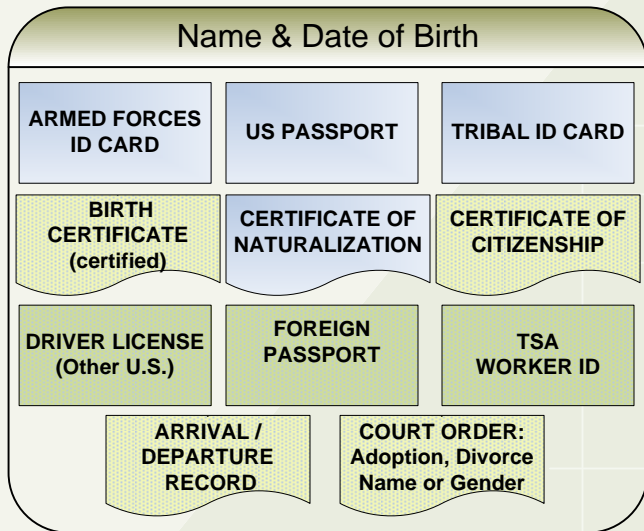 Name & Date of Birth
ARMED FORCES
ID CARD
US PASSPORT
TRIBAL ID CARD
BIRTH
CERTIFICATE
(certified)
CERTIFICATE OF
NATURALIZATION
CERTIFICATE OF
CITIZENSHIP
DRIVER LICENSE
(Other U.S.)
FOREIGN
PASSPORT
TSA
WORKER ID
ARRIVAL /
DEPARTURE
RECORD
COURT ORDER:
Adoption, Divorce
Name or Gender